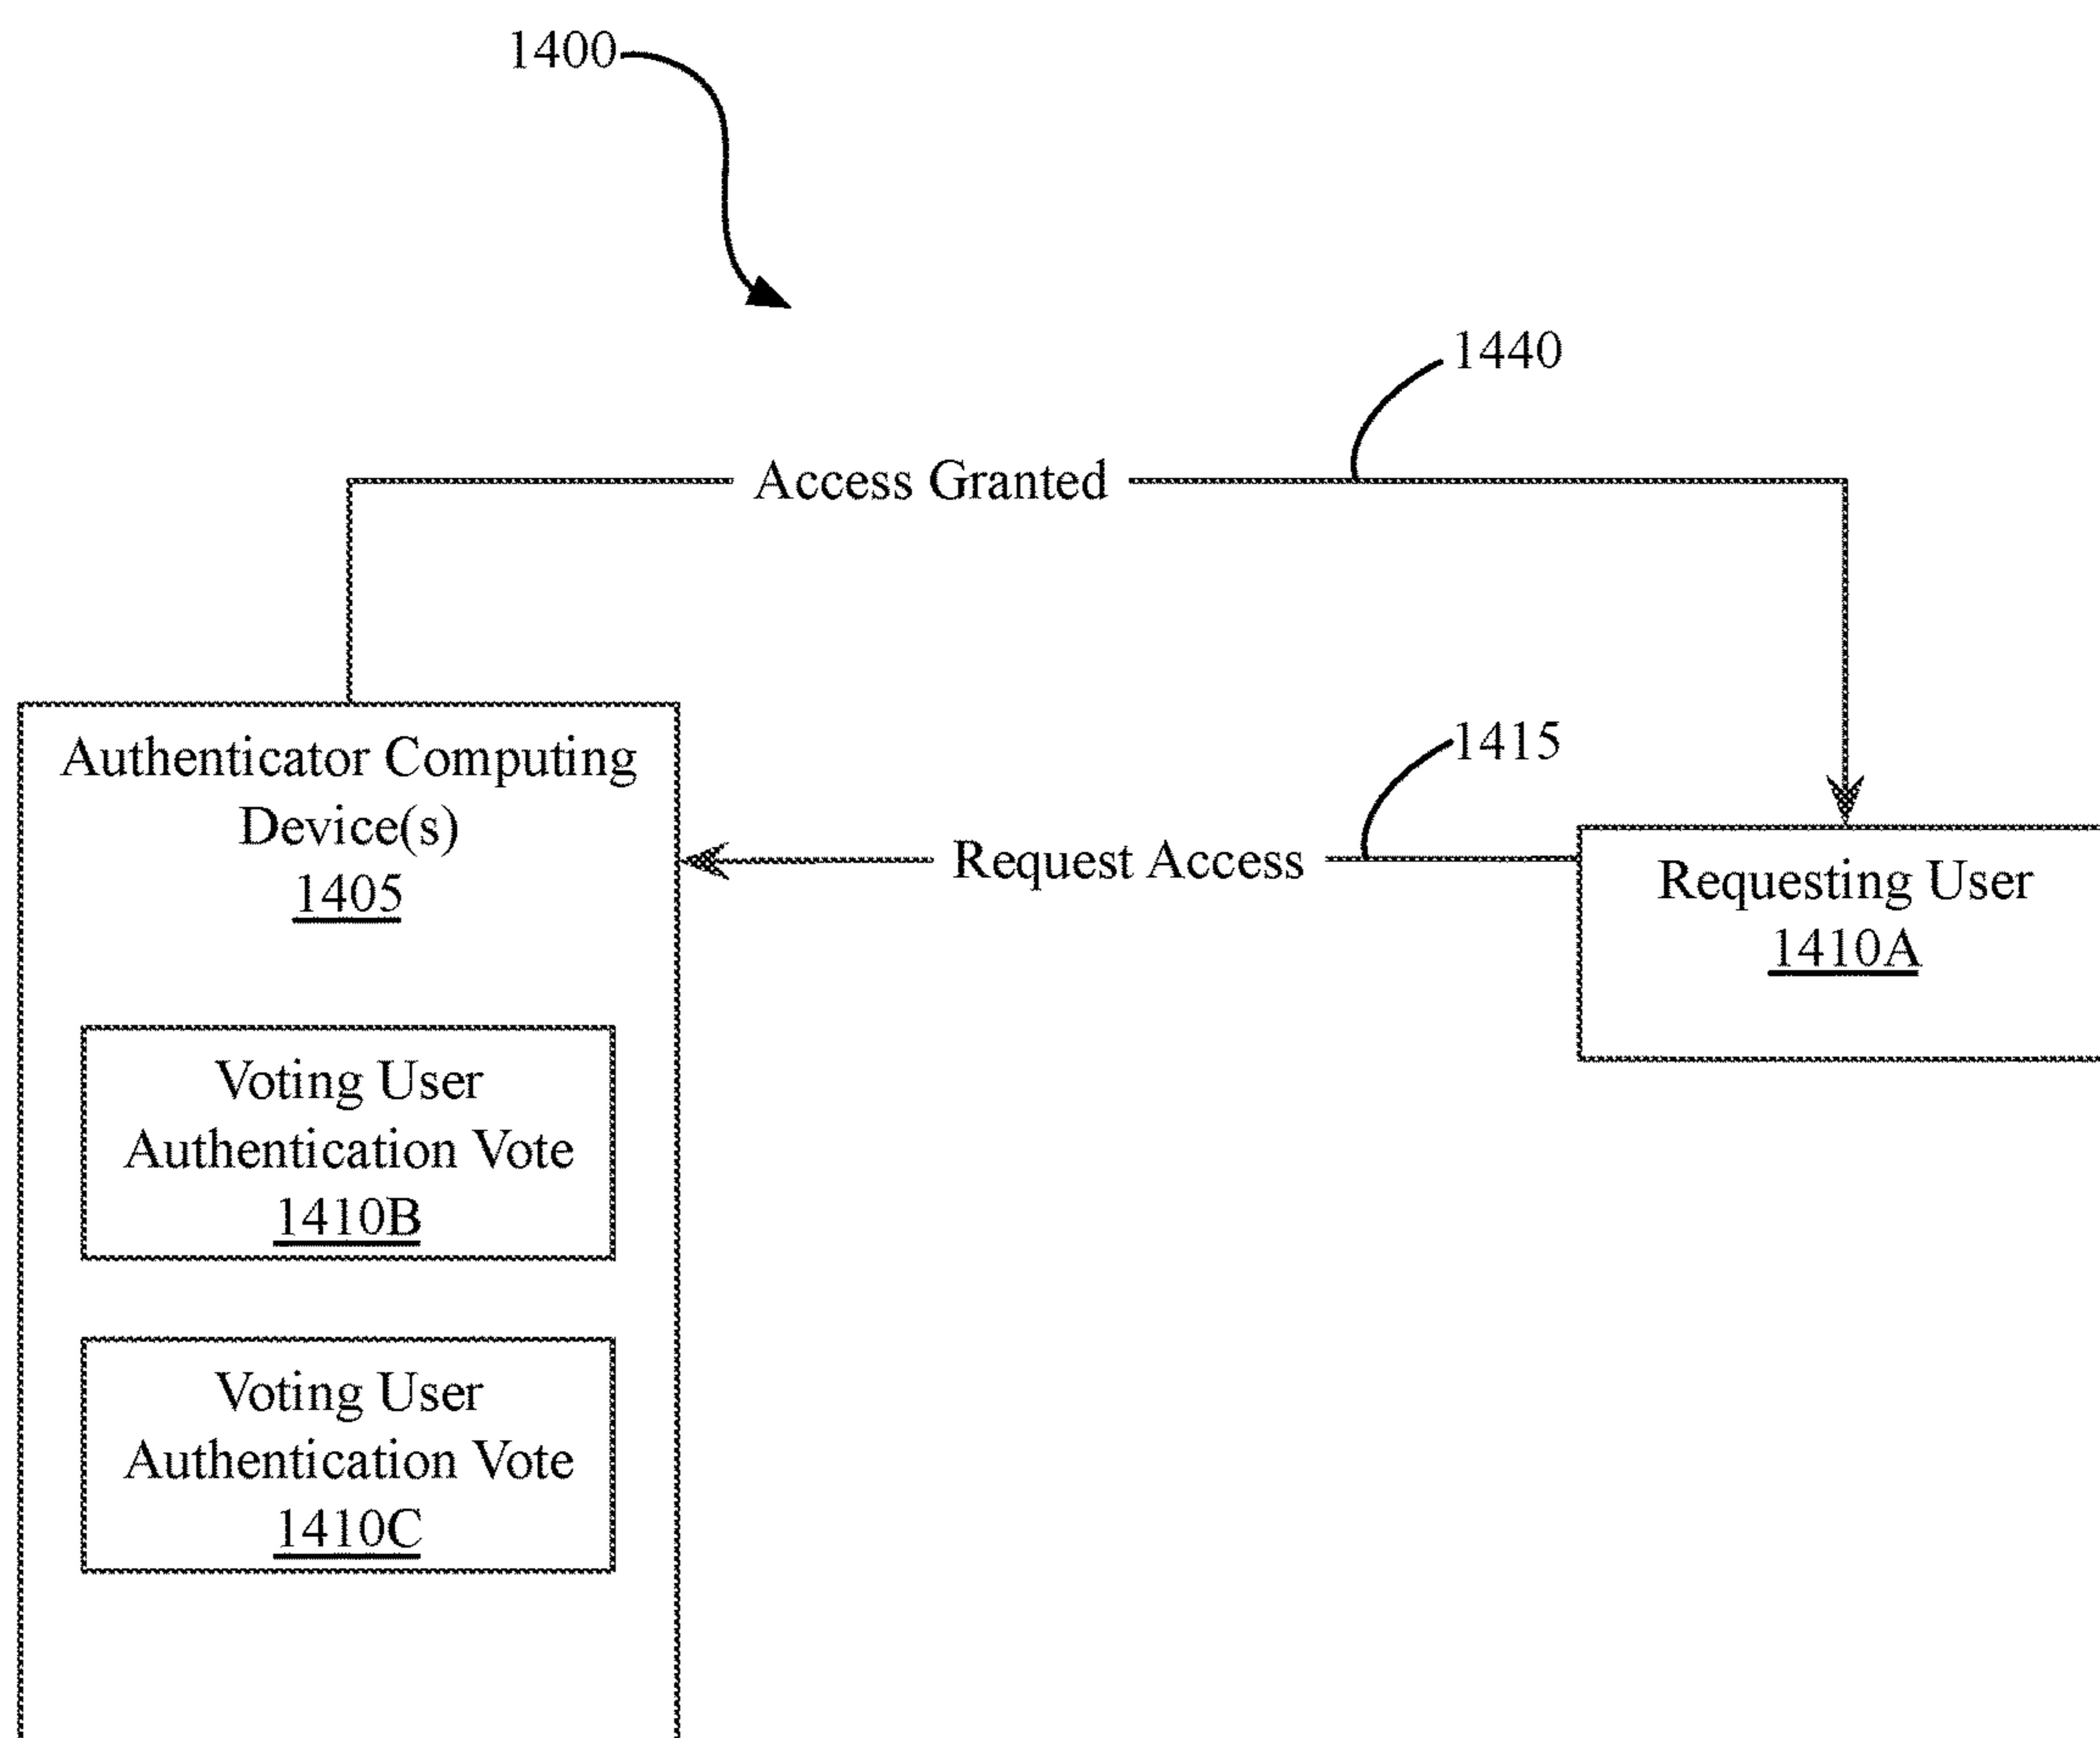 1400
1440
Access Granted
Authenticator Computing
Device(s)
1405
1415
Request Access
Requesting User
1410A
Voting User
Authentication Vote
1410B
Voting User
Authentication Vote
1410C